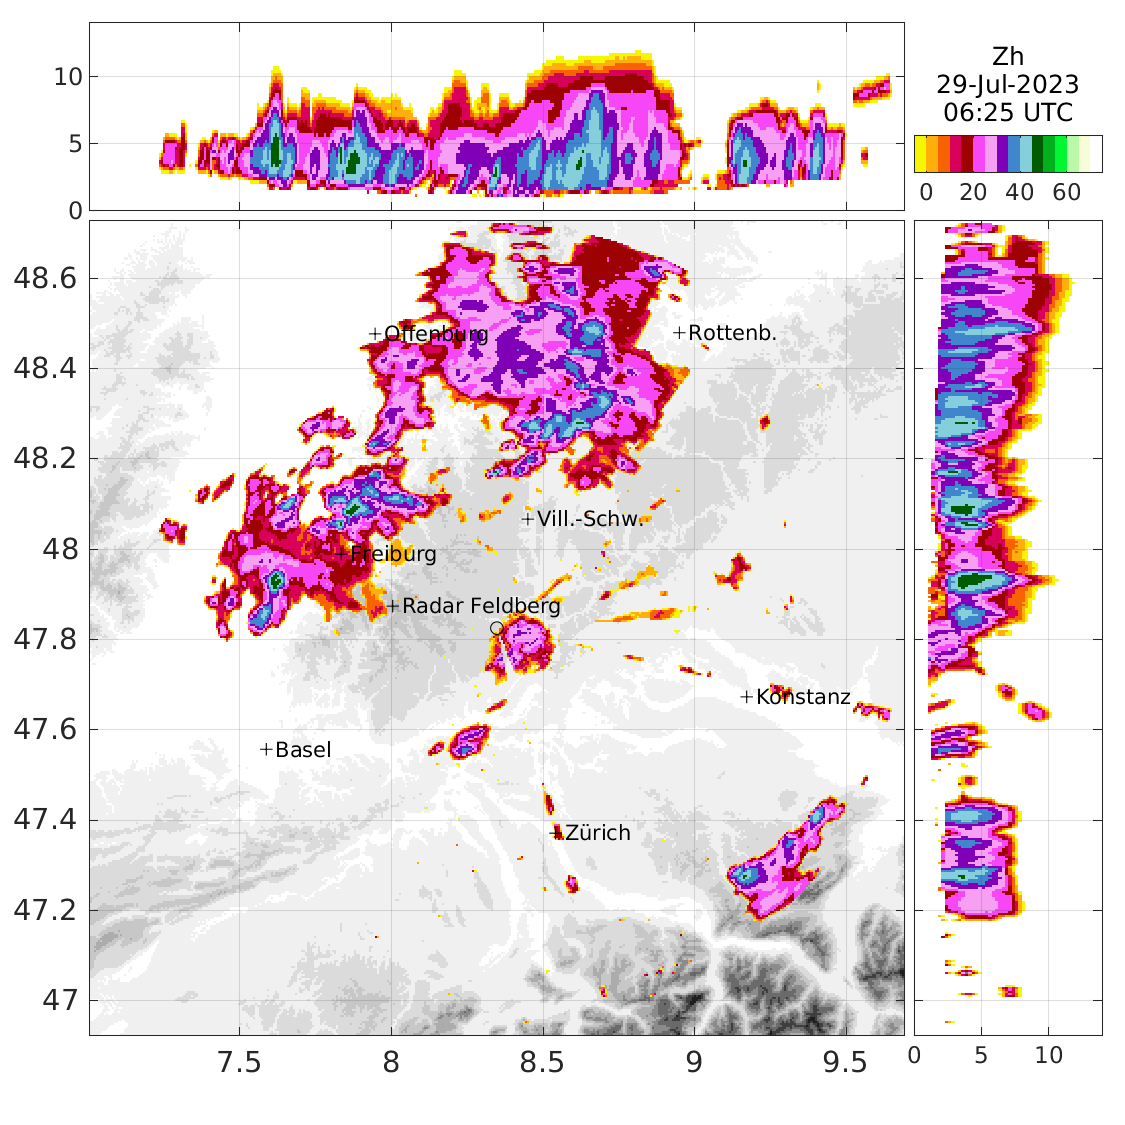 Zh
29-Jul-2023
06:25 UTC
0 20 40 60
10
5
0
48.6
48.4
48.2
48
47.8
47.6
47.4
47.2
47
+Offenburg
+Rottenb.
+Vill.-Schw.
+Freiburg
+Radar Feldberg
+Konstanz
+Basel
+Zürich
7.5 8 8.5 9 9.5
0 5 10